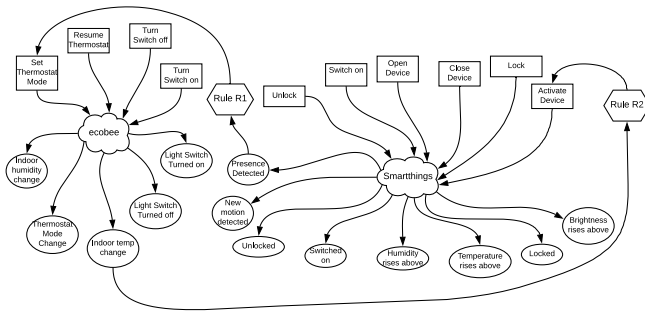 Resume
Thermostat
Turn
Switch off
Set
Thermostat
Mode
Turn
Switch on
Switch on
Open
Device
Close
Device
Lock
Unlock
Activate
Device
Rule R1
Rule R2
ecobee
Indoor
humidity
change
Light Switch
Turned on
Presence
Detected
Smartthings
Thermostat
Mode
Change
Light Switch
Turned off
New
motion
detected
Indoor temp
change
Unlocked
Switched
on
Humidity
rises above
Temperature
rises above
Locked
Brightness
rises above